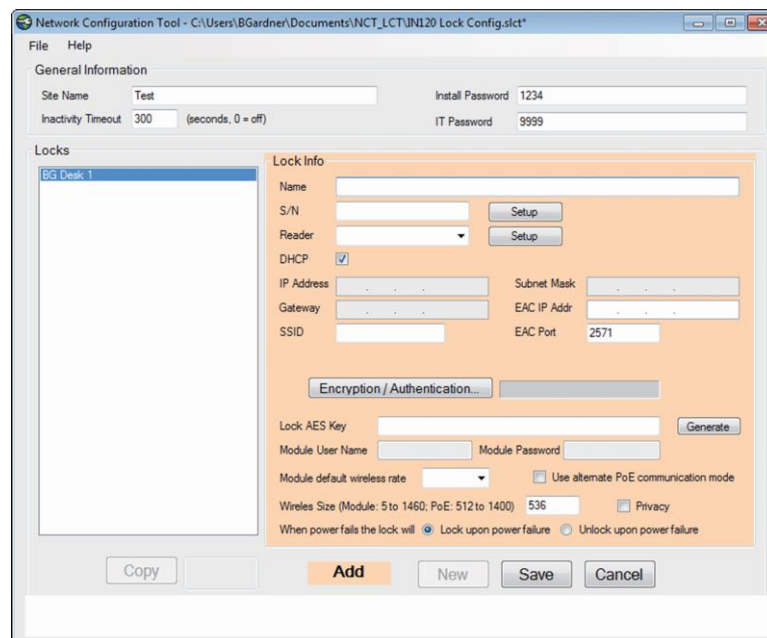 Network Configuration Tool - C:\Users\BGardner\Documents\NCT_LCT\IN120 Lock Config.slct*
File Help
General Information
Site Name Test Install Password 1234
Inactivity Timeout 300 (seconds, 0 = off) IT Password 9999
Locks
Lock Info
BG Desk 1
Name
S/N Setup
Reader Setup
DHCP
IP Address . . . Subnet Mask . . .
Gateway . . . EAC IP Addr . . .
SSID EAC Port 2571
Encryption / Authentication...
Lock AES Key Generate
Module User Name Module Password
Module default wireless rate Use alternate PoE communication mode
Wireles Size (Module: 5 to 1460; PoE: 512 to 1400) 536 Privacy
When power fails the lock will Lock upon power failure Unlock upon power failure
Copy Add New Save Cancel